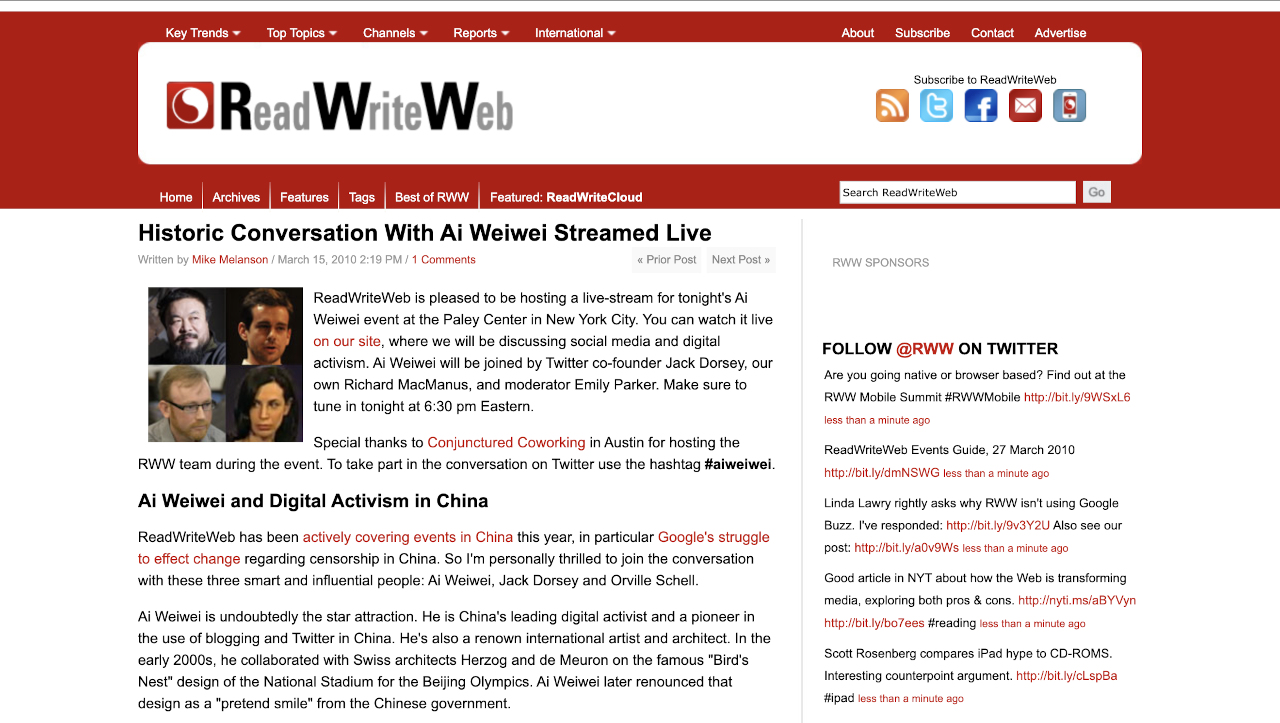 Key Trends Top Topics Channels Reports International About Subscribe Contact Advertise
ReadWriteWeb
Subscribe to ReadWriteWeb
Home Archives Features Tags Best of RWW Featured: ReadWriteCloud
Search ReadWriteWeb Go
Historic Conversation With Ai Weiwei Streamed Live
Written by Mike Melanson / March 15, 2010 2:19 PM / 1 Comments
« Prior Post Next Post »
ReadWriteWeb is pleased to be hosting a live-stream for tonight's Ai
Weiwei event at the Paley Center in New York City. You can watch it live
on our site, where we will be discussing social media and digital
activism. Ai Weiwei will be joined by Twitter co-founder Jack Dorsey, our
own Richard MacManus, and moderator Emily Parker. Make sure to
tune in tonight at 6:30 pm Eastern.
Special thanks to Conjunctured Coworking in Austin for hosting the
RWW team during the event. To take part in the conversation on Twitter use the hashtag #aiweiwei.
Ai Weiwei and Digital Activism in China
ReadWriteWeb has been actively covering events in China this year, in particular Google's struggle
to effect change regarding censorship in China. So I'm personally thrilled to join the conversation
with these three smart and influential people: Ai Weiwei, Jack Dorsey and Orville Schell.
Ai Weiwei is undoubtedly the star attraction. He is China's leading digital activist and a pioneer in
the use of blogging and Twitter in China. He's also a renown international artist and architect. In the
early 2000s, he collaborated with Swiss architects Herzog and de Meuron on the famous "Bird's
Nest" design of the National Stadium for the Beijing Olympics. Ai Weiwei later renounced that
design as a "pretend smile" from the Chinese government.
RWW SPONSORS
FOLLOW @RWW ON TWITTER
Are you going native or browser based? Find out at the
RWW Mobile Summit #RWWMobile http://bit.ly/9WSxL6
less than a minute ago
ReadWriteWeb Events Guide, 27 March 2010
http://bit.ly/dmNSWG less than a minute ago
Linda Lawry rightly asks why RWW isn't using Google
Buzz. I've responded: http://bit.ly/9v3Y2U Also see our
post: http://bit.ly/a0v9Ws less than a minute ago
Good article in NYT about how the Web is transforming
media, exploring both pros & cons. http://nyti.ms/aBYVyn
http://bit.ly/bo7ees #reading less than a minute ago
Scott Rosenberg compares iPad hype to CD-ROMS.
Interesting counterpoint argument. http://bit.ly/cLspBa
#ipad less than a minute ago